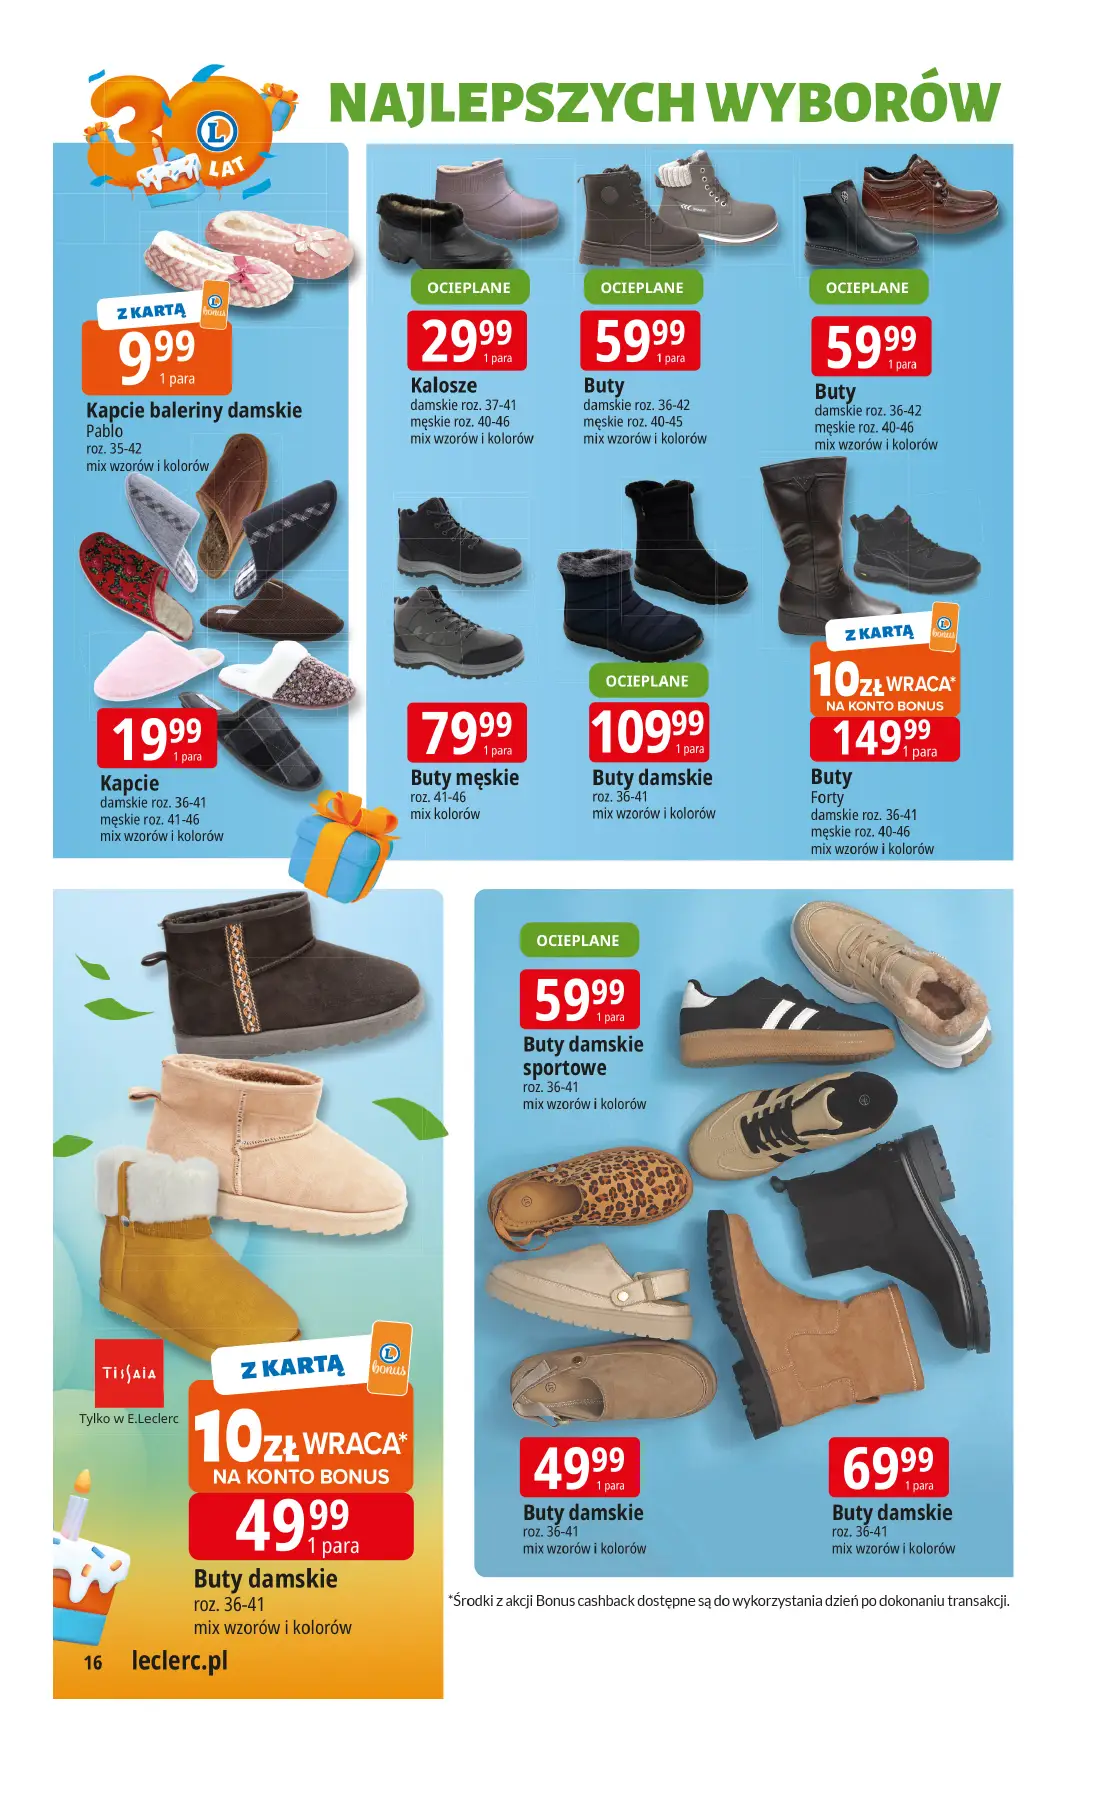 30 LAT
NAJLEPSZYCH WYBORÓW
Z KARTĄ
bonus
9 99
1 para
Kapcie baleriny damskie
Pablo
roz. 35-42
mix wzorów i kolorów
19 99
1 para
Kapcie
damskie roz. 36-41
męskie roz. 41-46
mix wzorów i kolorów
OCIEPLANE
29 99
1 para
Kalosze
damskie roz. 37-41
męskie roz. 40-46
mix wzorów i kolorów
OCIEPLANE
59 99
1 para
Buty
damskie roz. 36-42
męskie roz. 40-45
mix wzorów i kolorów
OCIEPLANE
59 99
1 para
Buty
damskie roz. 36-42
męskie roz. 40-46
mix wzorów i kolorów
79 99
1 para
Buty męskie
roz. 41-46
mix kolorów
OCIEPLANE
109 99
1 para
Buty damskie
roz. 36-41
mix wzorów i kolorów
Z KARTĄ
bonus
10 ZŁ WRACA*
NA KONTO BONUS
149 99
1 para
Buty
Forty
damskie roz. 36-41
męskie roz. 40-46
mix wzorów i kolorów
TISSAIA
Tylko w E.Leclerc
Z KARTĄ
bonus
10 ZŁ WRACA*
NA KONTO BONUS
49 99
1 para
Buty damskie
roz. 36-41
mix wzorów i kolorów
OCIEPLANE
59 99
1 para
Buty damskie
sportowe
roz. 36-41
mix wzorów i kolorów
49 99
1 para
Buty damskie
roz. 36-41
mix wzorów i kolorów
69 99
1 para
Buty damskie
roz. 36-41
mix wzorów i kolorów
*Środki z akcji Bonus cashback dostępne są do wykorzystania dzień po dokonaniu transakcji.
16 leclerc.pl